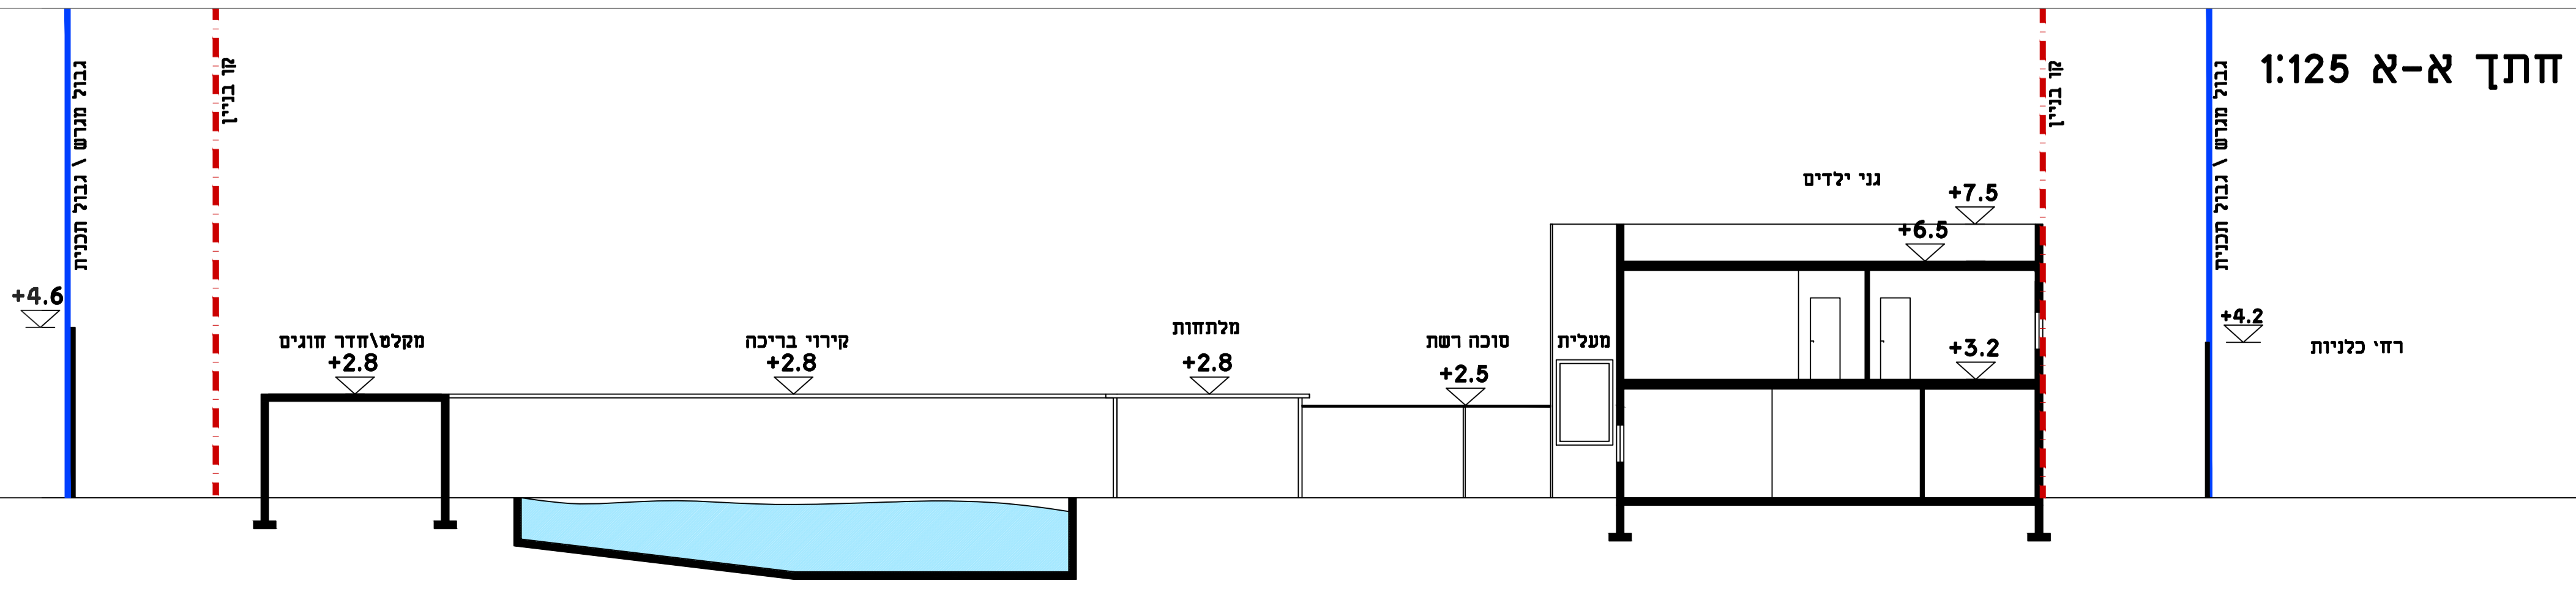 חתך א-א 1:125
גבול מגרש / גבול תכנית
קו בניין
קו בניין
גבול מגרש / גבול תכנית
גני ילדים
+7.5
+6.5
+4.2
רח' כלניות
+3.2
מעלית
סוכה רשת
+2.5
מלתחות
+2.8
קירוי בריכה
+2.8
מקלט\חדר חוגים
+2.8
+4.6